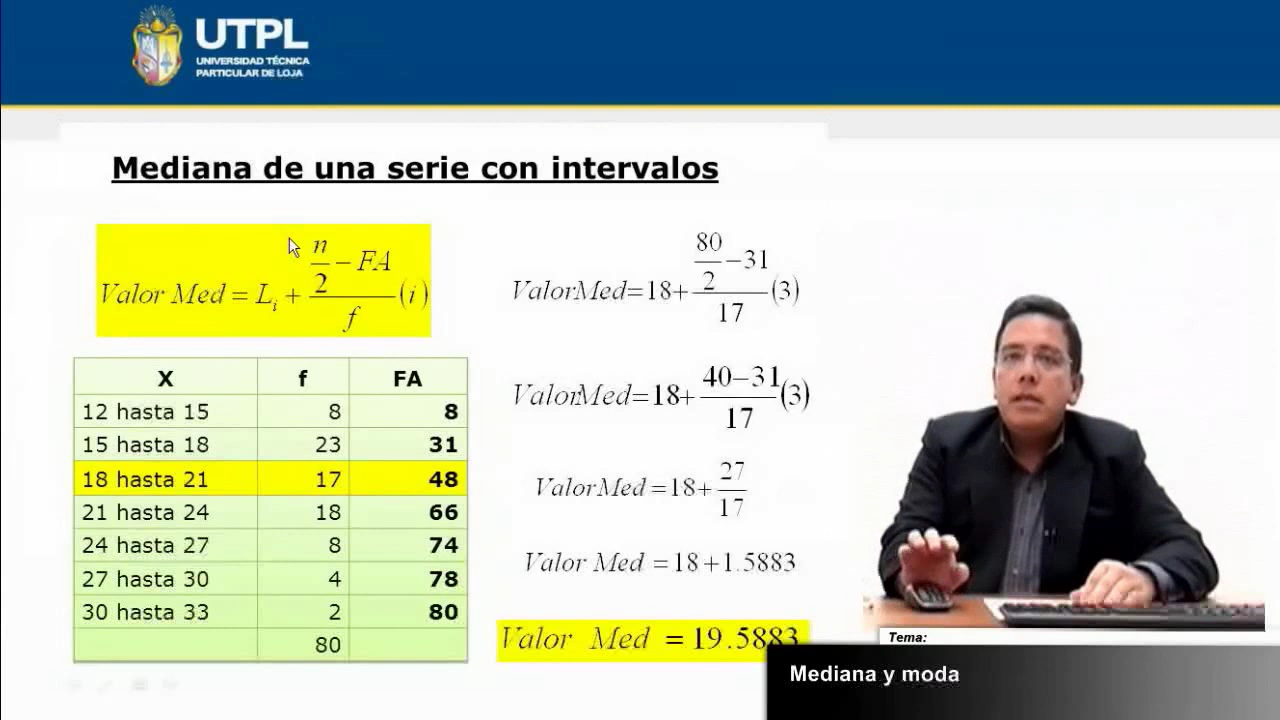 UTPL
UNIVERSIDAD TÉCNICA
PARTICULAR DE LOJA
Mediana de una serie con intervalos
Valor Med = Li + (n/2 − FA)/f (i)
X f FA
12 hasta 15 8 8
15 hasta 18 23 31
18 hasta 21 17 48
21 hasta 24 18 66
24 hasta 27 8 74
27 hasta 30 4 78
30 hasta 33 2 80
80
ValorMed=18+(80/2−31)/17(3)
ValorMed=18+(40−31)/17(3)
ValorMed=18+27/17
Valor Med =18+1.5883
Valor Med =19.5883
Tema:
Mediana y moda